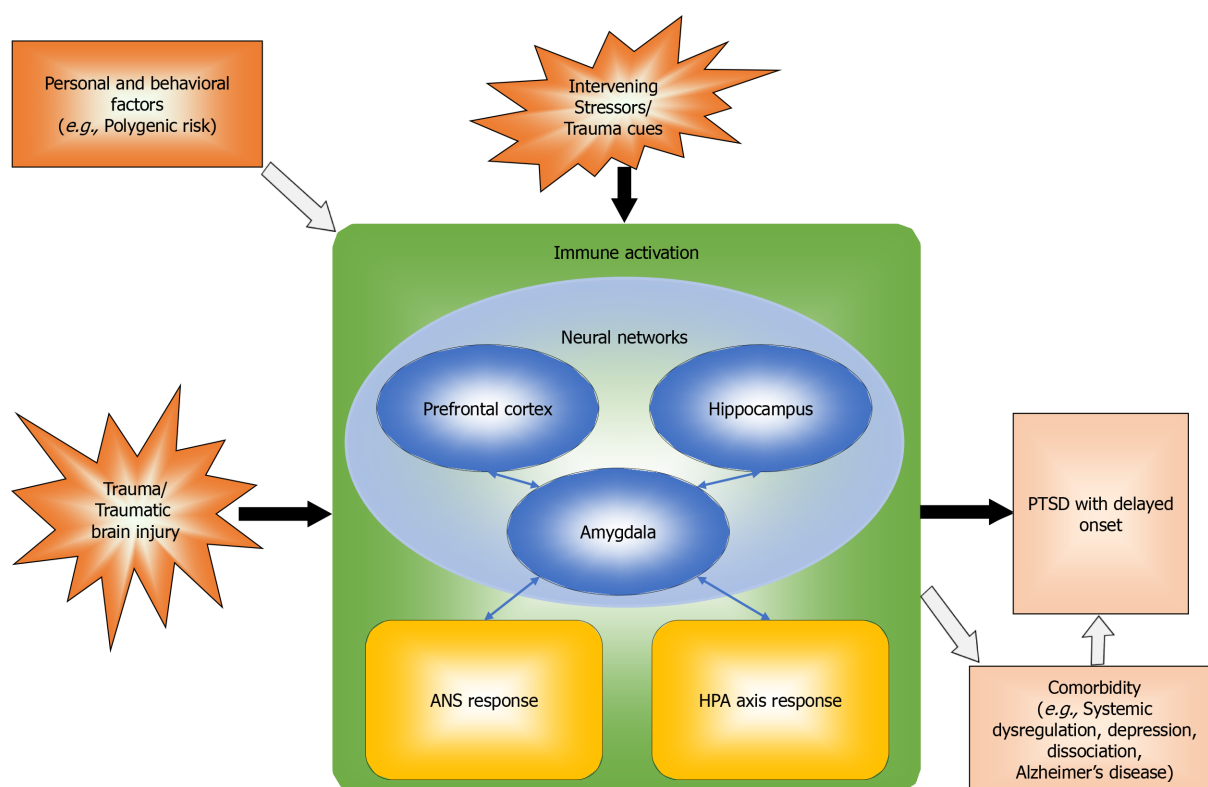 Personal and behavioral
factors
(e.g., Polygenic risk)
Intervening
Stressors/
Trauma cues
Immune activation
Neural networks
Prefrontal cortex
Hippocampus
Amygdala
Trauma/
Traumatic
brain injury
PTSD with delayed
onset
ANS response
HPA axis response
Comorbidity
(e.g., Systemic
dysregulation, depression,
dissociation,
Alzheimer’s disease)